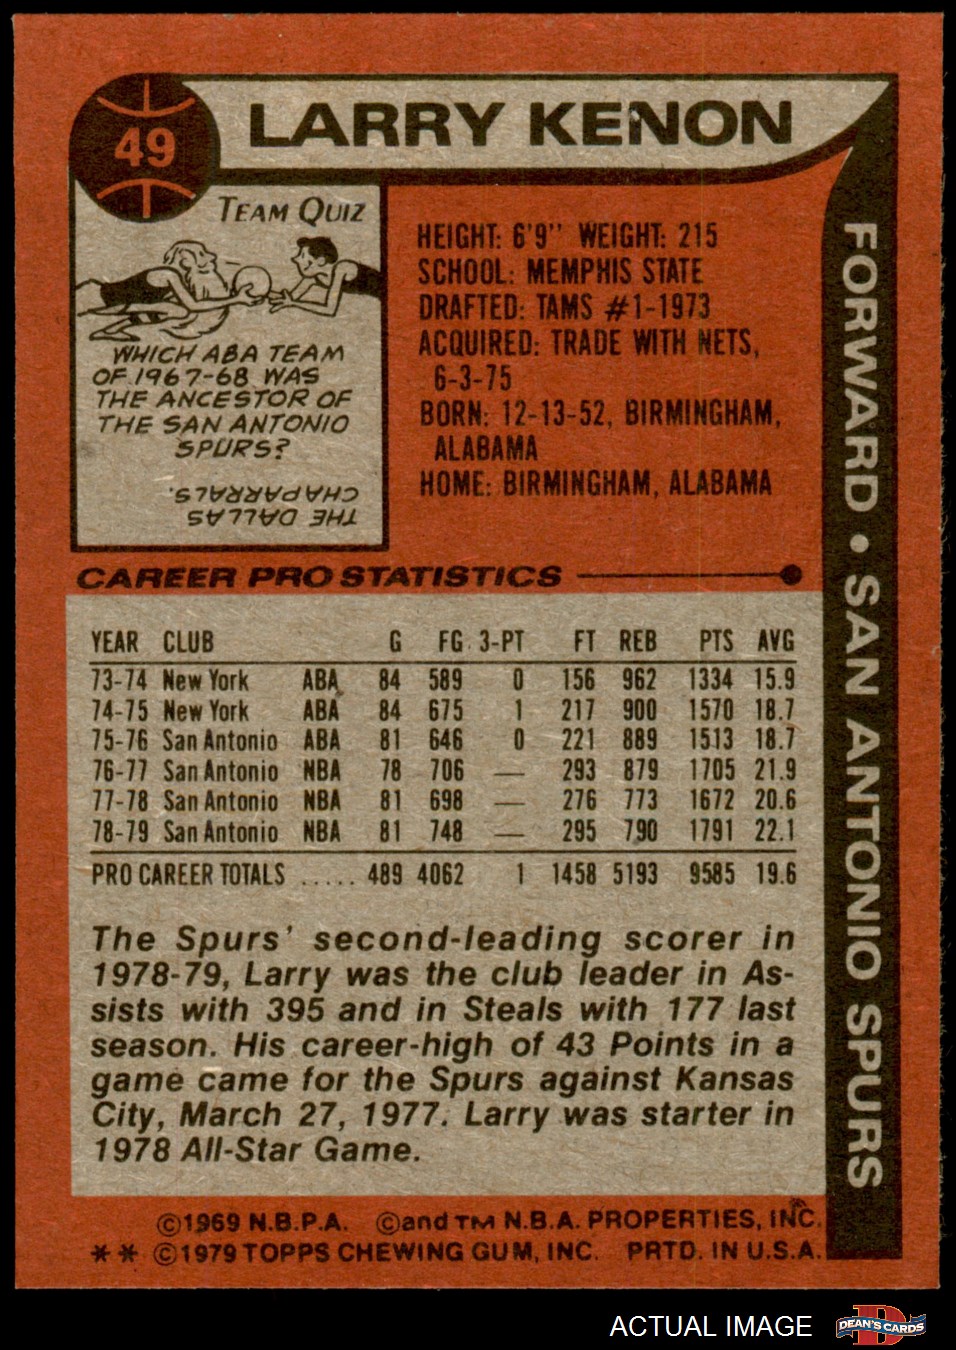 49
LARRY KENON
TEAM QUIZ
WHICH ABA TEAM
OF 1967-68 WAS
THE ANCESTOR OF
THE SAN ANTONIO
SPURS?
THE DALLAS
CHAPARRALS.
HEIGHT: 6'9" WEIGHT: 215
SCHOOL: MEMPHIS STATE
DRAFTED: TAMS #1-1973
ACQUIRED: TRADE WITH NETS,
6-3-75
BORN: 12-13-52, BIRMINGHAM,
ALABAMA
HOME: BIRMINGHAM, ALABAMA
FORWARD • SAN ANTONIO SPURS
CAREER PRO STATISTICS
YEAR CLUB G FG 3-PT FT REB PTS AVG
73-74 New York ABA 84 589 0 156 962 1334 15.9
74-75 New York ABA 84 675 1 217 900 1570 18.7
75-76 San Antonio ABA 81 646 0 221 889 1513 18.7
76-77 San Antonio NBA 78 706 — 293 879 1705 21.9
77-78 San Antonio NBA 81 698 — 276 773 1672 20.6
78-79 San Antonio NBA 81 748 — 295 790 1791 22.1
PRO CAREER TOTALS ..... 489 4062 1 1458 5193 9585 19.6
The Spurs' second-leading scorer in
1978-79, Larry was the club leader in As-
sists with 395 and in Steals with 177 last
season. His career-high of 43 Points in a
game came for the Spurs against Kansas
City, March 27, 1977. Larry was starter in
1978 All-Star Game.
©1969 N.B.P.A. ©and TM N.B.A. PROPERTIES, INC.
** ©1979 TOPPS CHEWING GUM, INC. PRTD. IN U.S.A.
ACTUAL IMAGE
D
DEAN'S CARDS